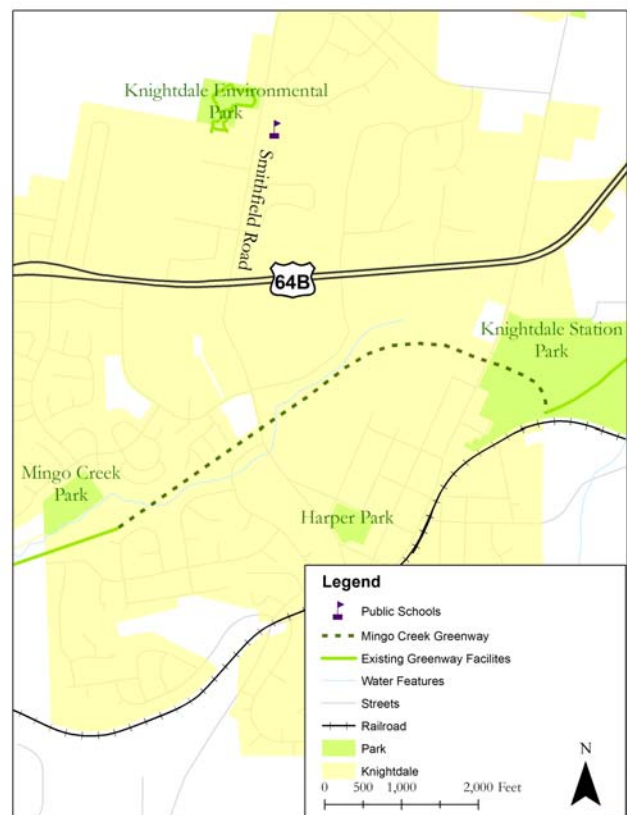 Knightdale Environmental
Park
Smithfield Road
64B
Knightdale Station
Park
Mingo Creek
Park
Harper Park
Legend
Public Schools
Mingo Creek Greenway
Existing Greenway Facilites
Water Features
Streets
Railroad
Park
Knightdale
N
0 500 1,000 2,000 Feet